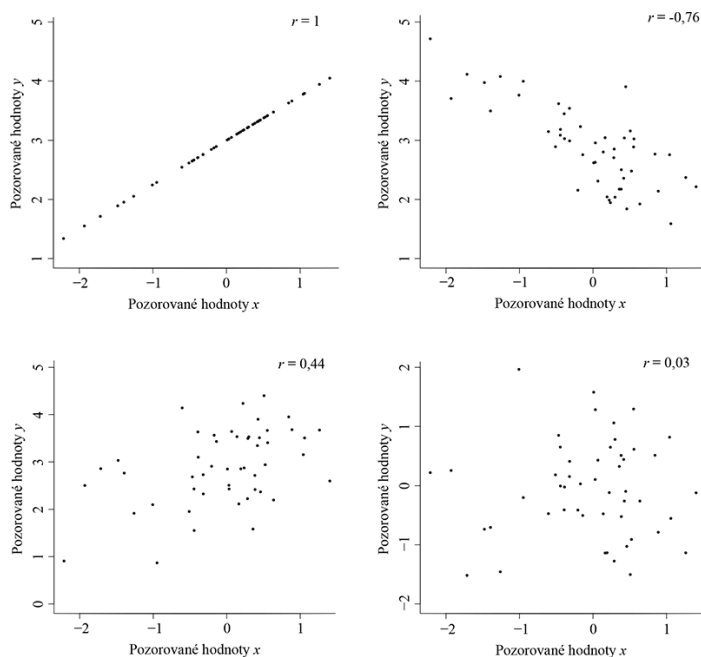 r = 1
Pozorované hodnoty y
5
4
3
2
1
−2 −1 0 1
Pozorované hodnoty x
r = -0,76
Pozorované hodnoty y
5
4
3
2
1
−2 −1 0 1
Pozorované hodnoty x
r = 0,44
Pozorované hodnoty y
5
4
3
2
1
0
−2 −1 0 1
Pozorované hodnoty x
r = 0,03
Pozorované hodnoty y
2
1
0
−1
−2
−2 −1 0 1
Pozorované hodnoty x